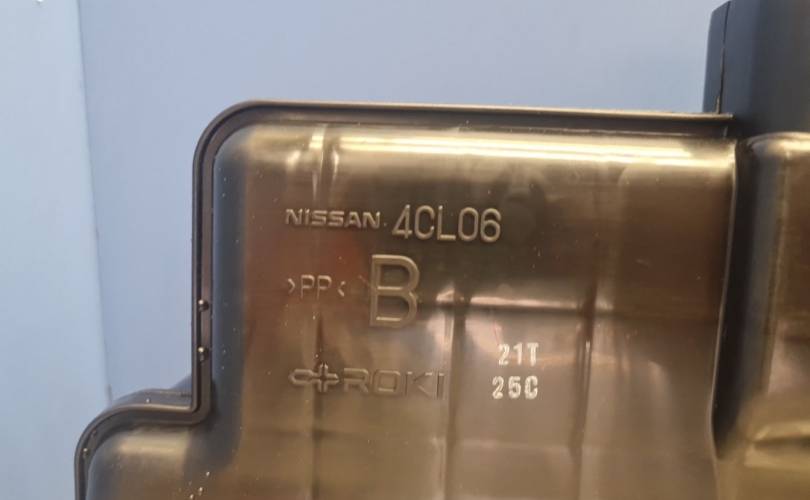 NISSAN 4CL06
>PP< B
ROKI
21T
25C